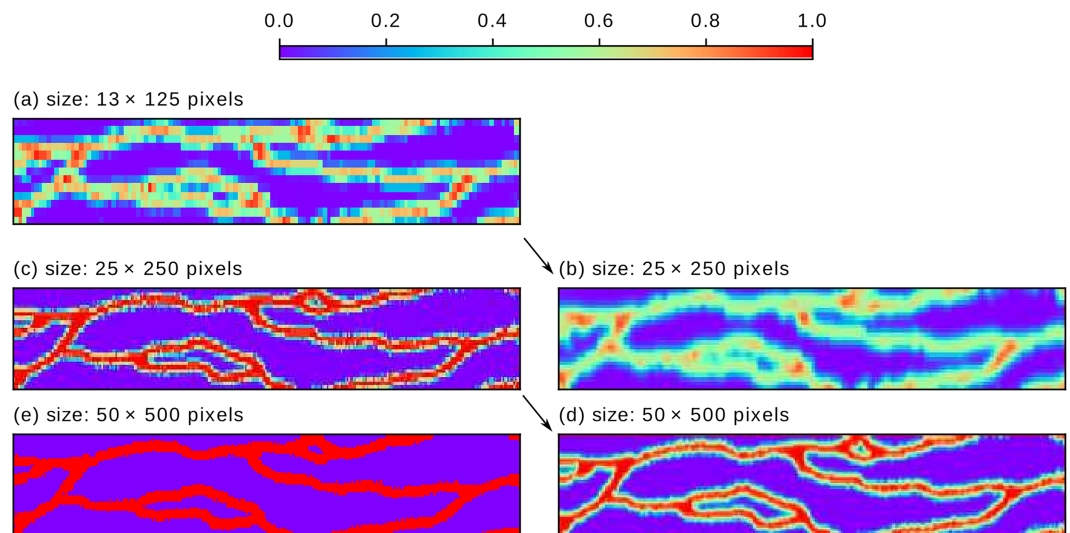 0.0 0.2 0.4 0.6 0.8 1.0
(a) size: 13 × 125 pixels
(c) size: 25 × 250 pixels
(b) size: 25 × 250 pixels
(e) size: 50 × 500 pixels
(d) size: 50 × 500 pixels